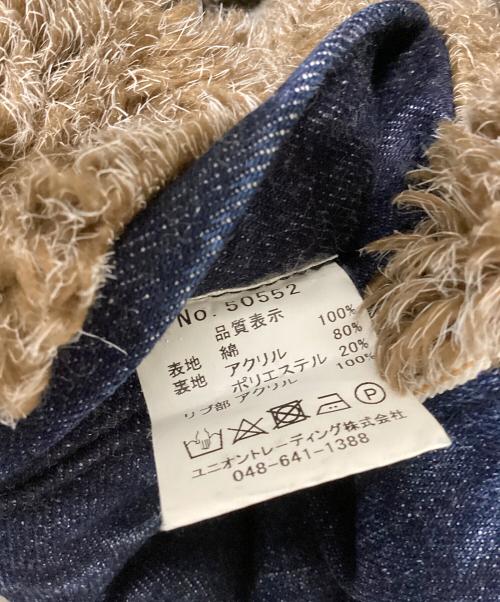 No. 50552
品質表示
表地 綿 100%
裏地 アクリル 80%
ポリエステル 20%
リブ部 アクリル 100%
ユニオントレーディング株式会社
048-641-1388